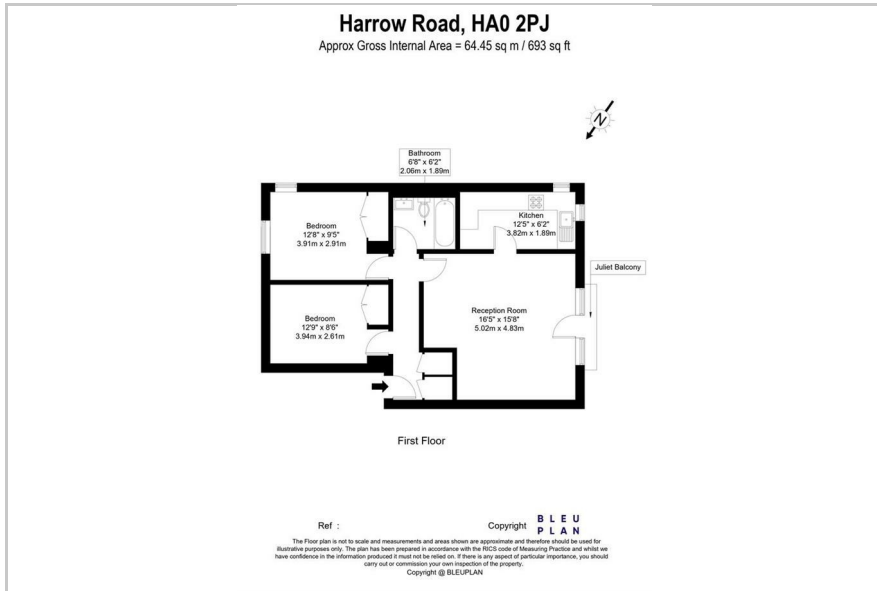 Harrow Road, HA0 2PJ
Approx Gross Internal Area = 64.45 sq m / 693 sq ft
N
Bathroom
6'8" x 6'2"
2.06m x 1.89m
Bedroom
12'8" x 9'5"
3.91m x 2.91m
Kitchen
12'5" x 6'2"
3.82m x 1.89m
Juliet Balcony
Bedroom
12'9" x 8'6"
3.94m x 2.61m
Reception Room
16'5" x 15'8"
5.02m x 4.83m
First Floor
Ref :
Copyright
BLEU
PLAN
The Floor plan is not to scale and measurements and areas shown are approximate and therefore should be used for
illustrative purposes only. The plan has been prepared in accordance with the RICS code of Measuring Practice and whilst we
have confidence in the information produced it must not be relied on. If there is any aspect of particular importance, you should
carry out or commission your own inspection of the property.
Copyright @ BLEUPLAN